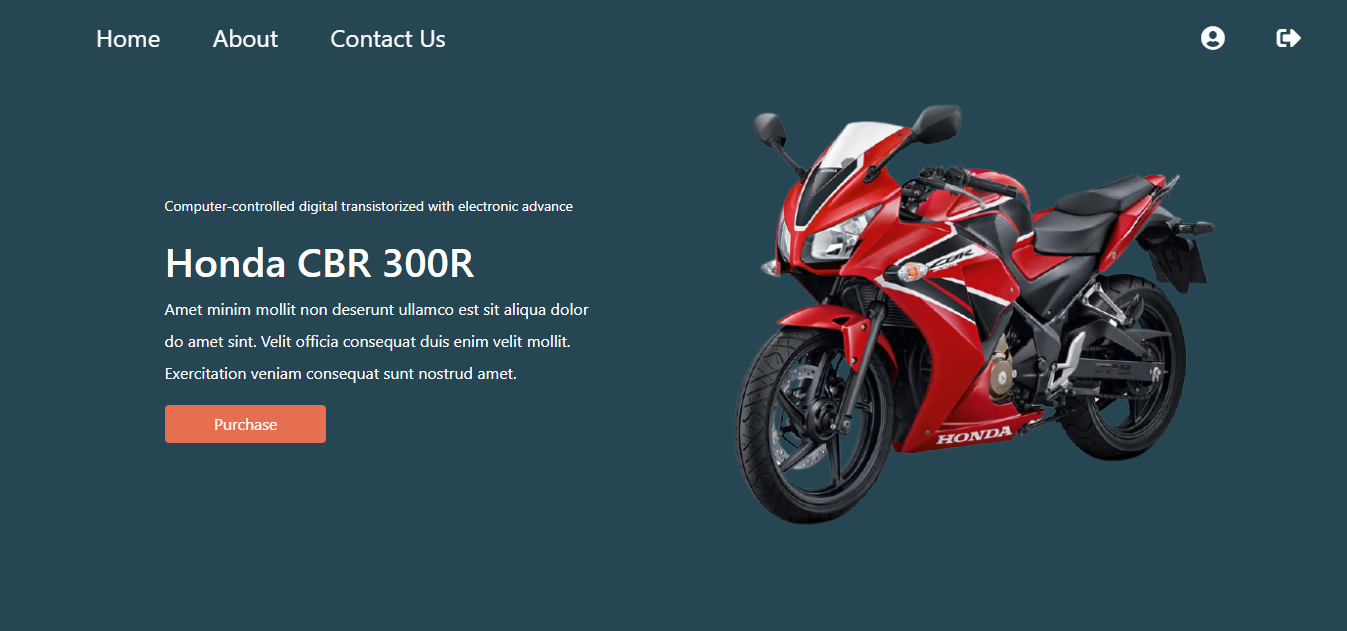 Home About Contact Us
Computer-controlled digital transistorized with electronic advance
Honda CBR 300R
Amet minim mollit non deserunt ullamco est sit aliqua dolor
do amet sint. Velit officia consequat duis enim velit mollit.
Exercitation veniam consequat sunt nostrud amet.
Purchase
HONDA
CBR
HONDA